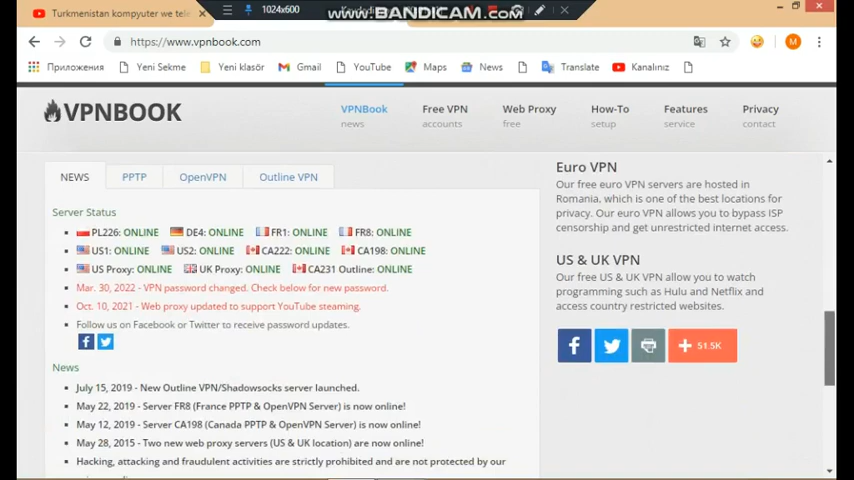 Turkmenistan kompyuter we tele
1024x600
www.BANDICAM.com
https://www.vpnbook.com
M
Приложения Yeni Sekme Yeni klasör Gmail YouTube Maps News Translate Kanalınız
VPNBOOK
VPNBook Free VPN Web Proxy How-To Features Privacy
news accounts free setup service contact
NEWS PPTP OpenVPN Outline VPN
Server Status
PL226: ONLINE DE4: ONLINE FR1: ONLINE FR8: ONLINE
US1: ONLINE US2: ONLINE CA222: ONLINE CA198: ONLINE
US Proxy: ONLINE UK Proxy: ONLINE CA231 Outline: ONLINE
Mar. 30, 2022 - VPN password changed. Check below for new password.
Oct. 10, 2021 - Web proxy updated to support YouTube steaming.
Follow us on Facebook or Twitter to receive password updates.
News
July 15, 2019 - New Outline VPN/Shadowsocks server launched.
May 22, 2019 - Server FR8 (France PPTP & OpenVPN Server) is now online!
May 12, 2019 - Server CA198 (Canada PPTP & OpenVPN Server) is now online!
May 28, 2015 - Two new web proxy servers (US & UK location) are now online!
Hacking, attacking and fraudulent activities are strictly prohibited and are not protected by our
Euro VPN
Our free euro VPN servers are hosted in
Romania, which is one of the best locations for
privacy. Our euro VPN allows you to bypass ISP
censorship and get unrestricted internet access.
US & UK VPN
Our free US & UK VPN allow you to watch
programming such as Hulu and Netflix and
access country restricted websites.
51.5K